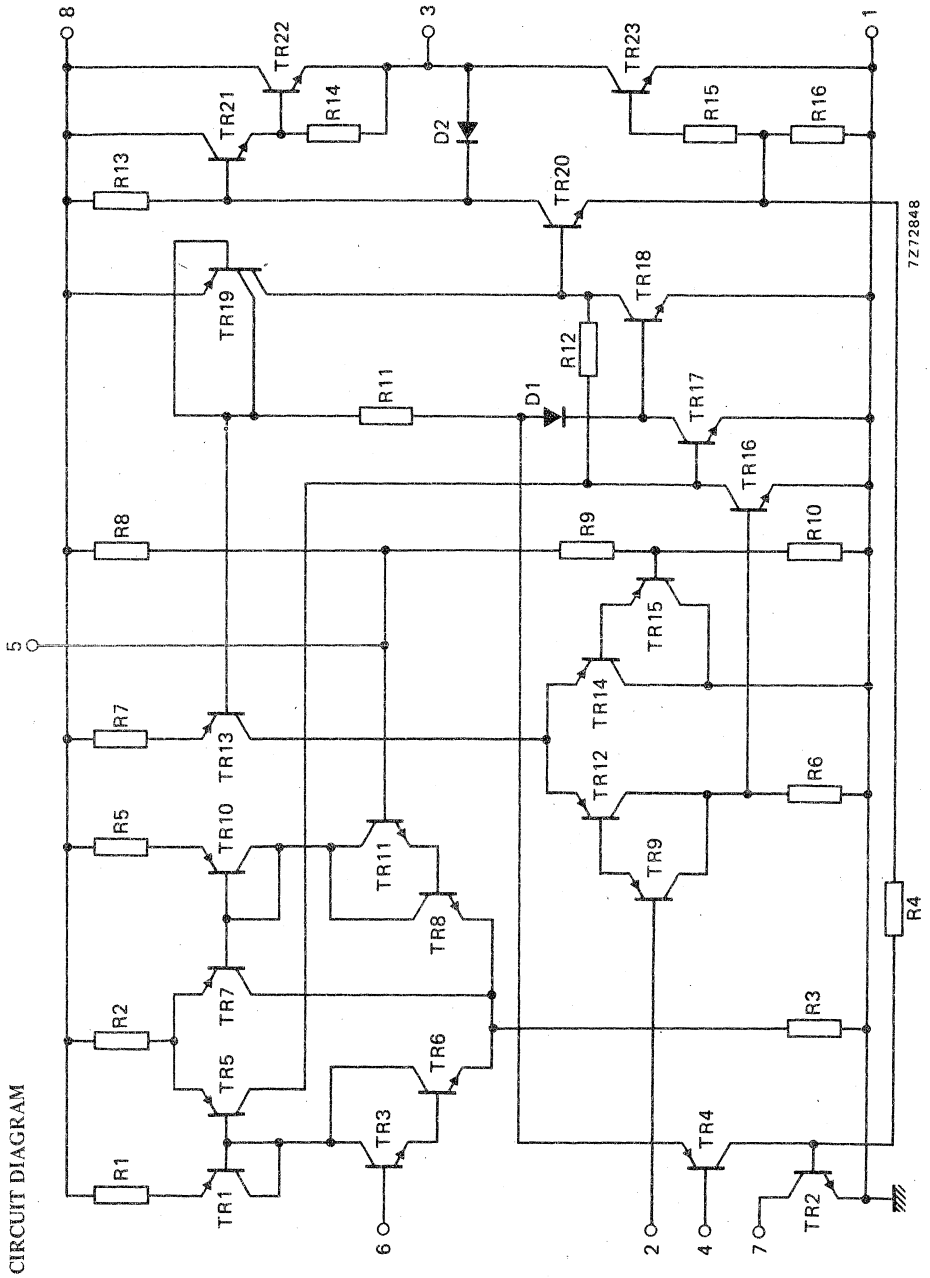 CIRCUIT DIAGRAM
5
8
3
1
R1
R2
R5
R7
R8
R13
TR21
TR22
TR1
TR5
TR7
TR10
TR13
TR19
R14
R11
D2
TR3
TR6
TR8
TR11
D1
R12
TR20
TR23
6
2
4
7
TR9
TR12
TR14
TR15
R9
TR18
TR17
TR16
R15
R16
TR4
TR2
R3
R6
R10
R4
7Z72848